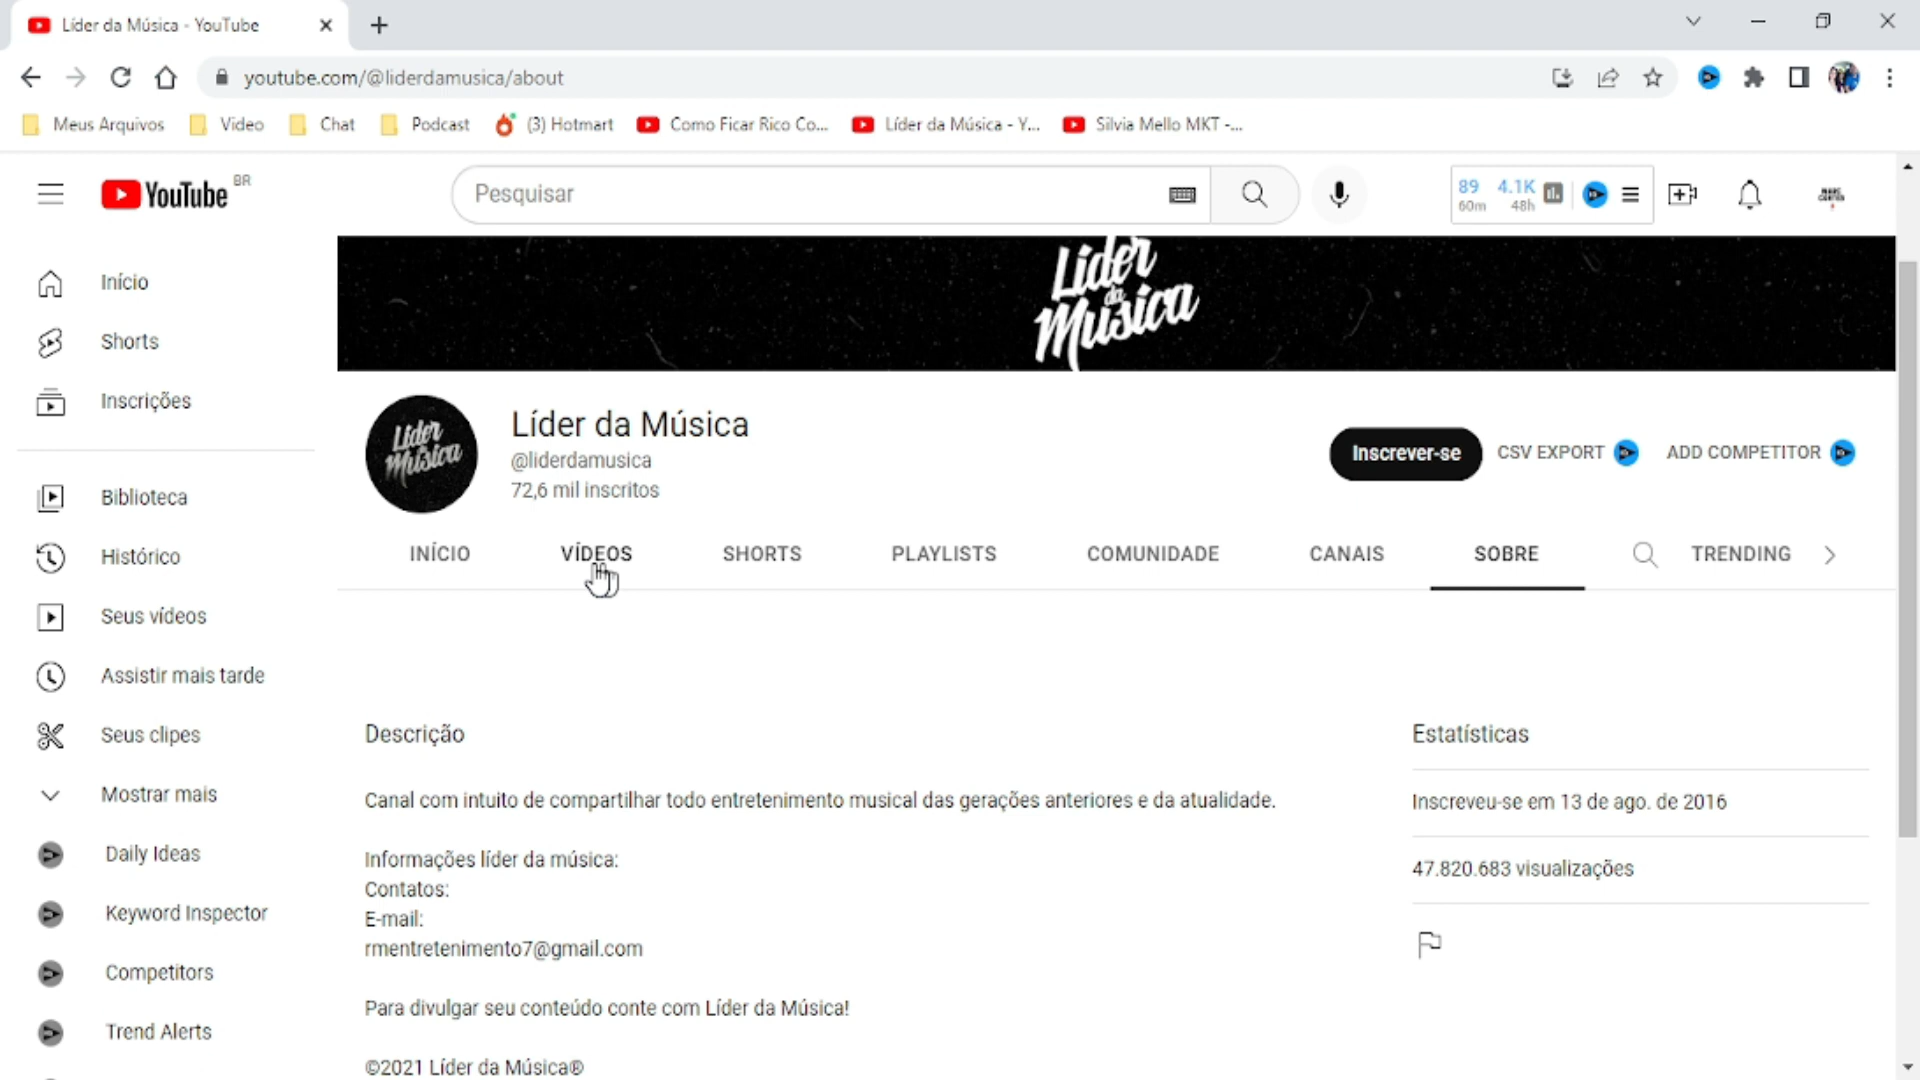 Líder da Música - YouTube
youtube.com/@liderdamusica/about
Meus Arquivos
Video
Chat
Podcast
(3) Hotmart
Como Ficar Rico Co...
Líder da Música - Y...
Silvia Mello MKT -...
YouTube BR
Pesquisar
89 60m
4.1K 48h
Líder da Música
Início
Shorts
Inscrições
Biblioteca
Histórico
Seus vídeos
Assistir mais tarde
Seus clipes
Mostrar mais
Daily Ideas
Keyword Inspector
Competitors
Trend Alerts
Líder Música
Líder da Música
@liderdamusica
72,6 mil inscritos
Inscrever-se
CSV EXPORT
ADD COMPETITOR
INÍCIO
VÍDEOS
SHORTS
PLAYLISTS
COMUNIDADE
CANAIS
SOBRE
TRENDING
Descrição
Canal com intuito de compartilhar todo entretenimento musical das gerações anteriores e da atualidade.
Informações líder da música:
Contatos:
E-mail:
rmentretenimento7@gmail.com
Para divulgar seu conteúdo conte com Líder da Música!
©2021 Líder da Música®
Estatísticas
Inscreveu-se em 13 de ago. de 2016
47.820.683 visualizações